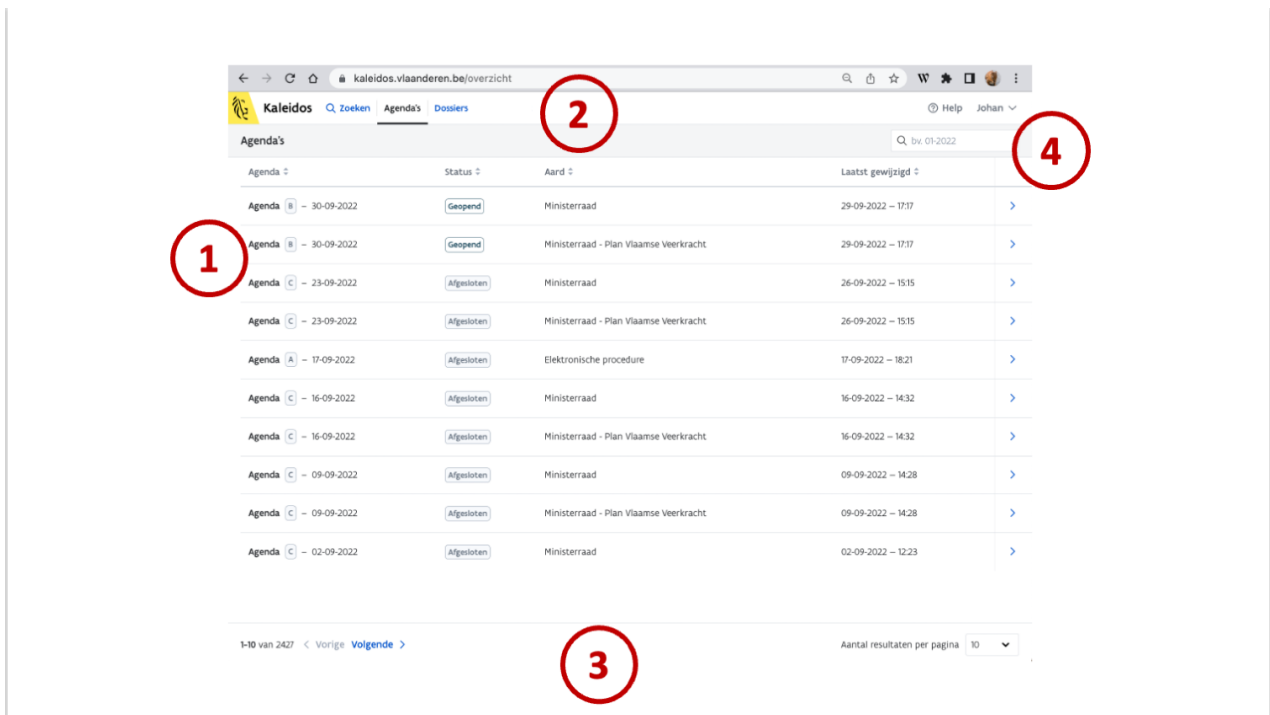 kaleidos.vlaanderen.be/overzicht
Kaleidos Zoeken Agenda's Dossiers 2 Help Johan
Agenda's bv. 01-2022 4
Agenda Status Aard Laatst gewijzigd
Agenda B – 30-09-2022 Geopend Ministerraad 29-09-2022 – 17:17
1 Agenda B – 30-09-2022 Geopend Ministerraad - Plan Vlaamse Veerkracht 29-09-2022 – 17:17
Agenda C – 23-09-2022 Afgesloten Ministerraad 26-09-2022 – 15:15
Agenda C – 23-09-2022 Afgesloten Ministerraad - Plan Vlaamse Veerkracht 26-09-2022 – 15:15
Agenda A – 17-09-2022 Afgesloten Elektronische procedure 17-09-2022 – 18:21
Agenda C – 16-09-2022 Afgesloten Ministerraad 16-09-2022 – 14:32
Agenda C – 16-09-2022 Afgesloten Ministerraad - Plan Vlaamse Veerkracht 16-09-2022 – 14:32
Agenda C – 09-09-2022 Afgesloten Ministerraad 09-09-2022 – 14:28
Agenda C – 09-09-2022 Afgesloten Ministerraad - Plan Vlaamse Veerkracht 09-09-2022 – 14:28
Agenda C – 02-09-2022 Afgesloten Ministerraad 02-09-2022 – 12:23
1-10 van 2427 < Vorige Volgende > 3 Aantal resultaten per pagina 10